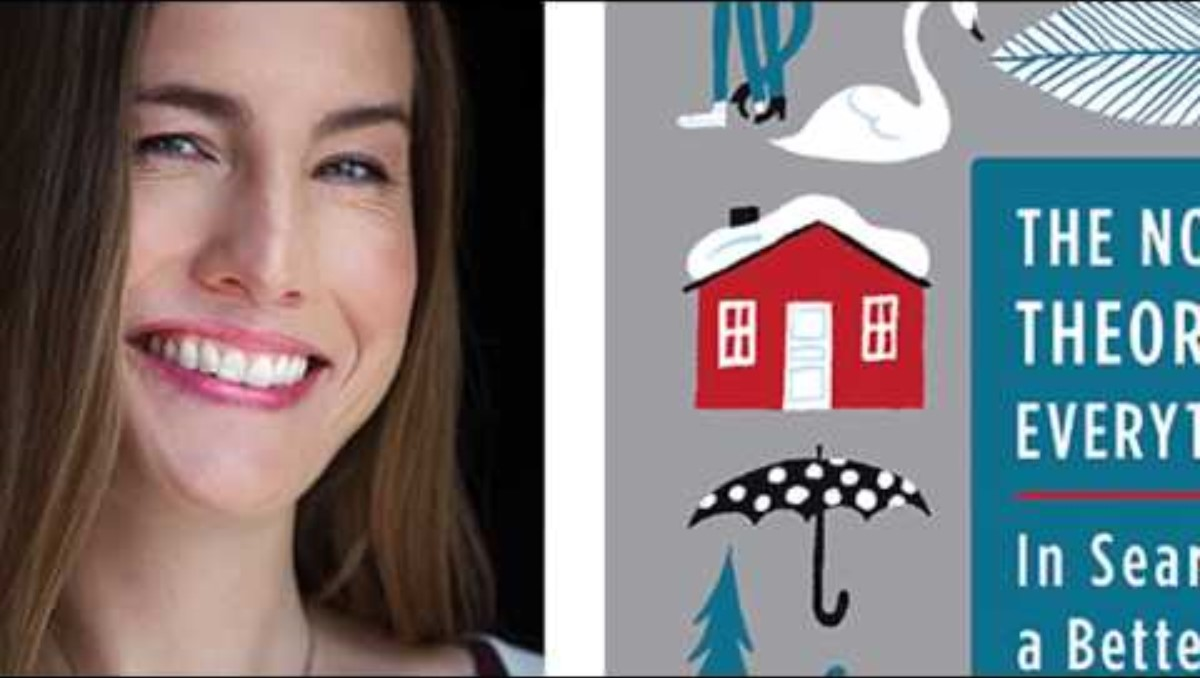 THE NO
THEOR
EVERYT
In Sear
a Bette